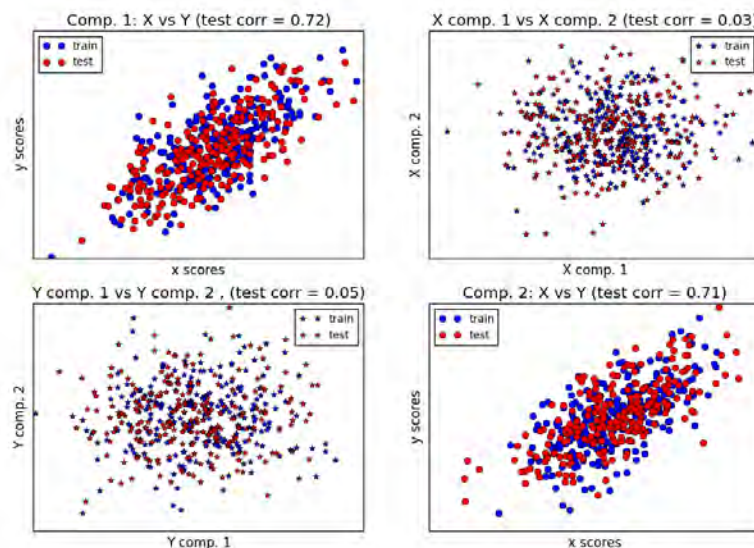 Comp. 1: X vs Y (test corr = 0.72)
train
test
y scores
x scores
X comp. 1 vs X comp. 2 (test corr = 0.03)
train
test
X comp. 2
X comp. 1
Y comp. 1 vs Y comp. 2 , (test corr = 0.05)
train
test
Y comp. 2
Y comp. 1
Comp. 2: X vs Y (test corr = 0.71)
train
test
y scores
x scores